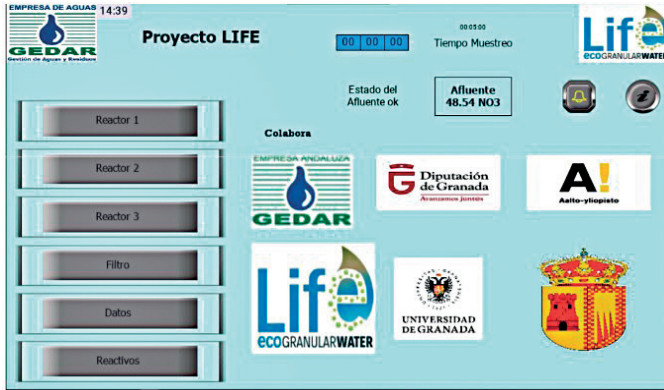 EMPRESA DE AGUAS
14:39
GEDAR
Gestión de Aguas y Residuos
Proyecto LIFE
00 00 00
00:05:00
Tiempo Muestreo
Life
ECOGRANULARWATER
Estado del
Afluente ok
Afluente
48.54 NO3
i
Reactor 1
Reactor 2
Reactor 3
Filtro
Datos
Reactivos
Colabora
EMPRESA ANDALUZA
GEDAR
G Diputación
de Granada
Avanzamos juntos
A!
Aalto-yliopisto
Life
ECOGRANULARWATER
UNIVERSIDAD
DE GRANADA